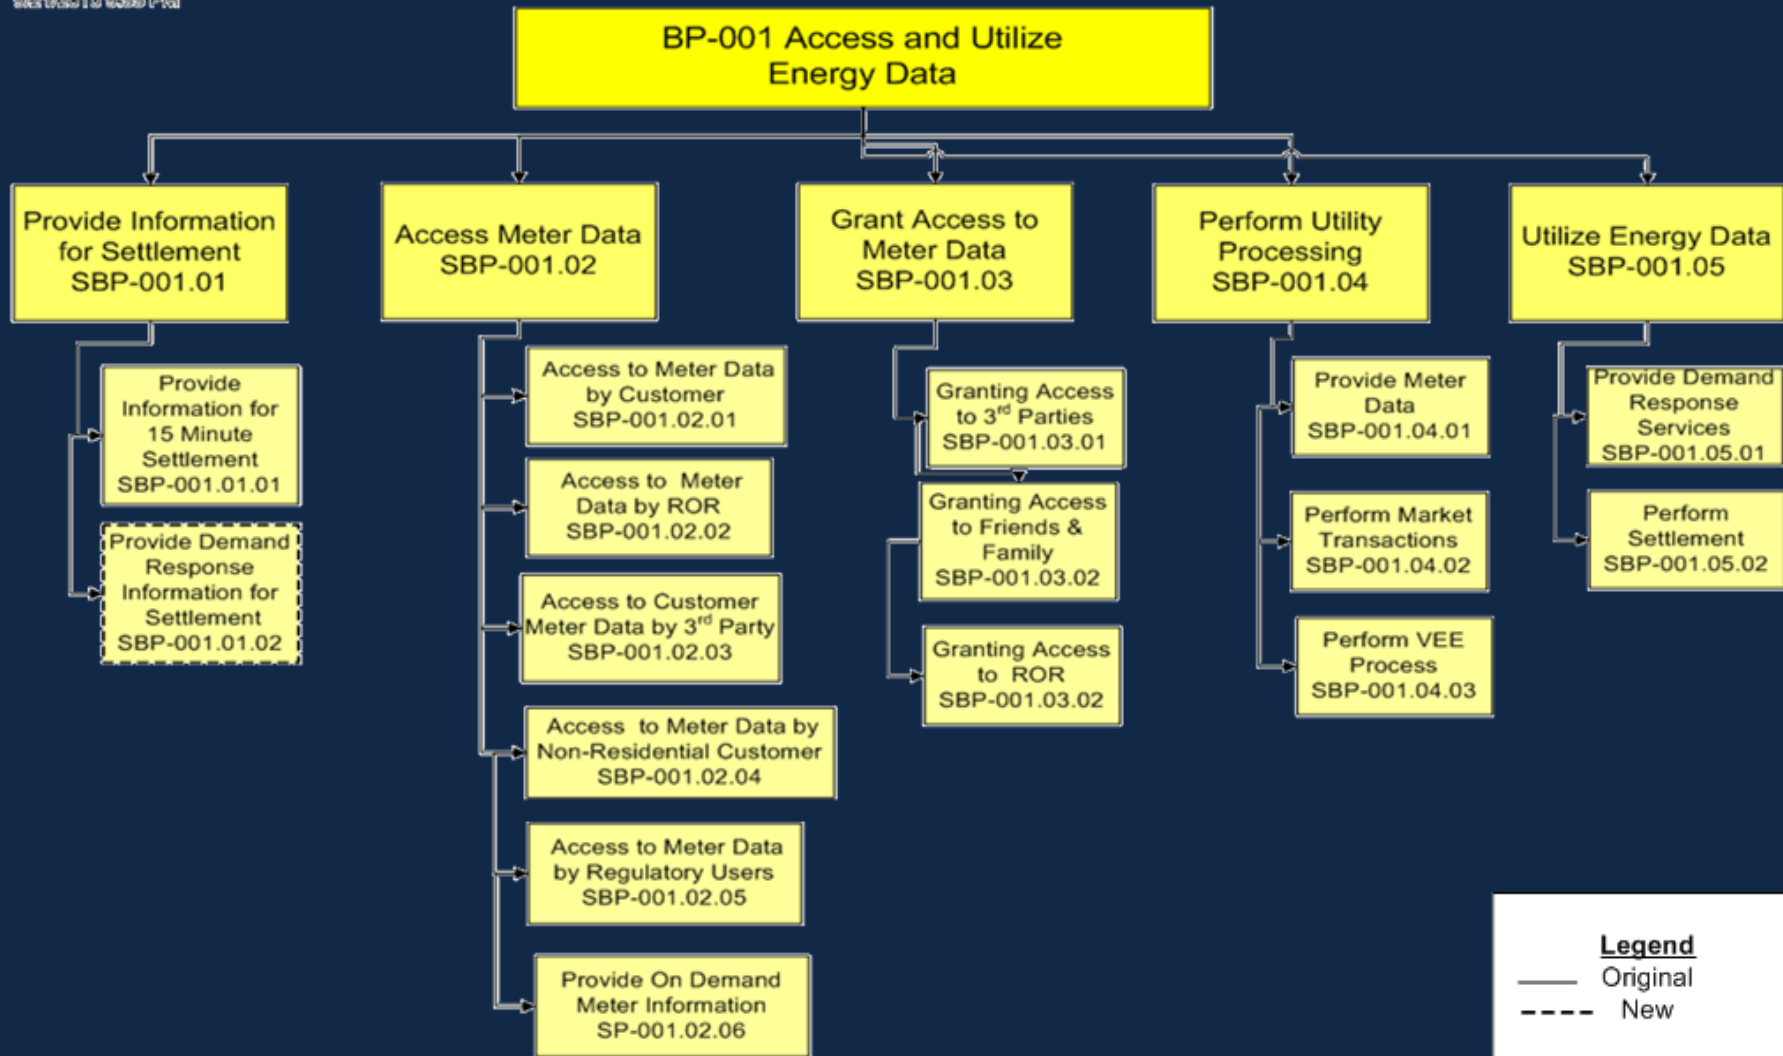 BP-001 Access and Utilize
Energy Data
Provide Information
for Settlement
SBP-001.01
Access Meter Data
SBP-001.02
Grant Access to
Meter Data
SBP-001.03
Perform Utility
Processing
SBP-001.04
Utilize Energy Data
SBP-001.05
Provide
Information for
15 Minute
Settlement
SBP-001.01.01
Provide Demand
Response
Information for
Settlement
SBP-001.01.02
Access to Meter Data
by Customer
SBP-001.02.01
Access to Meter
Data by ROR
SBP-001.02.02
Access to Customer
Meter Data by 3rd Party
SBP-001.02.03
Access to Meter Data by
Non-Residential Customer
SBP-001.02.04
Access to Meter Data
by Regulatory Users
SBP-001.02.05
Provide On Demand
Meter Information
SP-001.02.06
Granting Access
to 3rd Parties
SBP-001.03.01
Granting Access
to Friends &
Family
SBP-001.03.02
Granting Access
to ROR
SBP-001.03.02
Provide Meter
Data
SBP-001.04.01
Perform Market
Transactions
SBP-001.04.02
Perform VEE
Process
SBP-001.04.03
Provide Demand
Response
Services
SBP-001.05.01
Perform
Settlement
SBP-001.05.02
Legend
Original
New